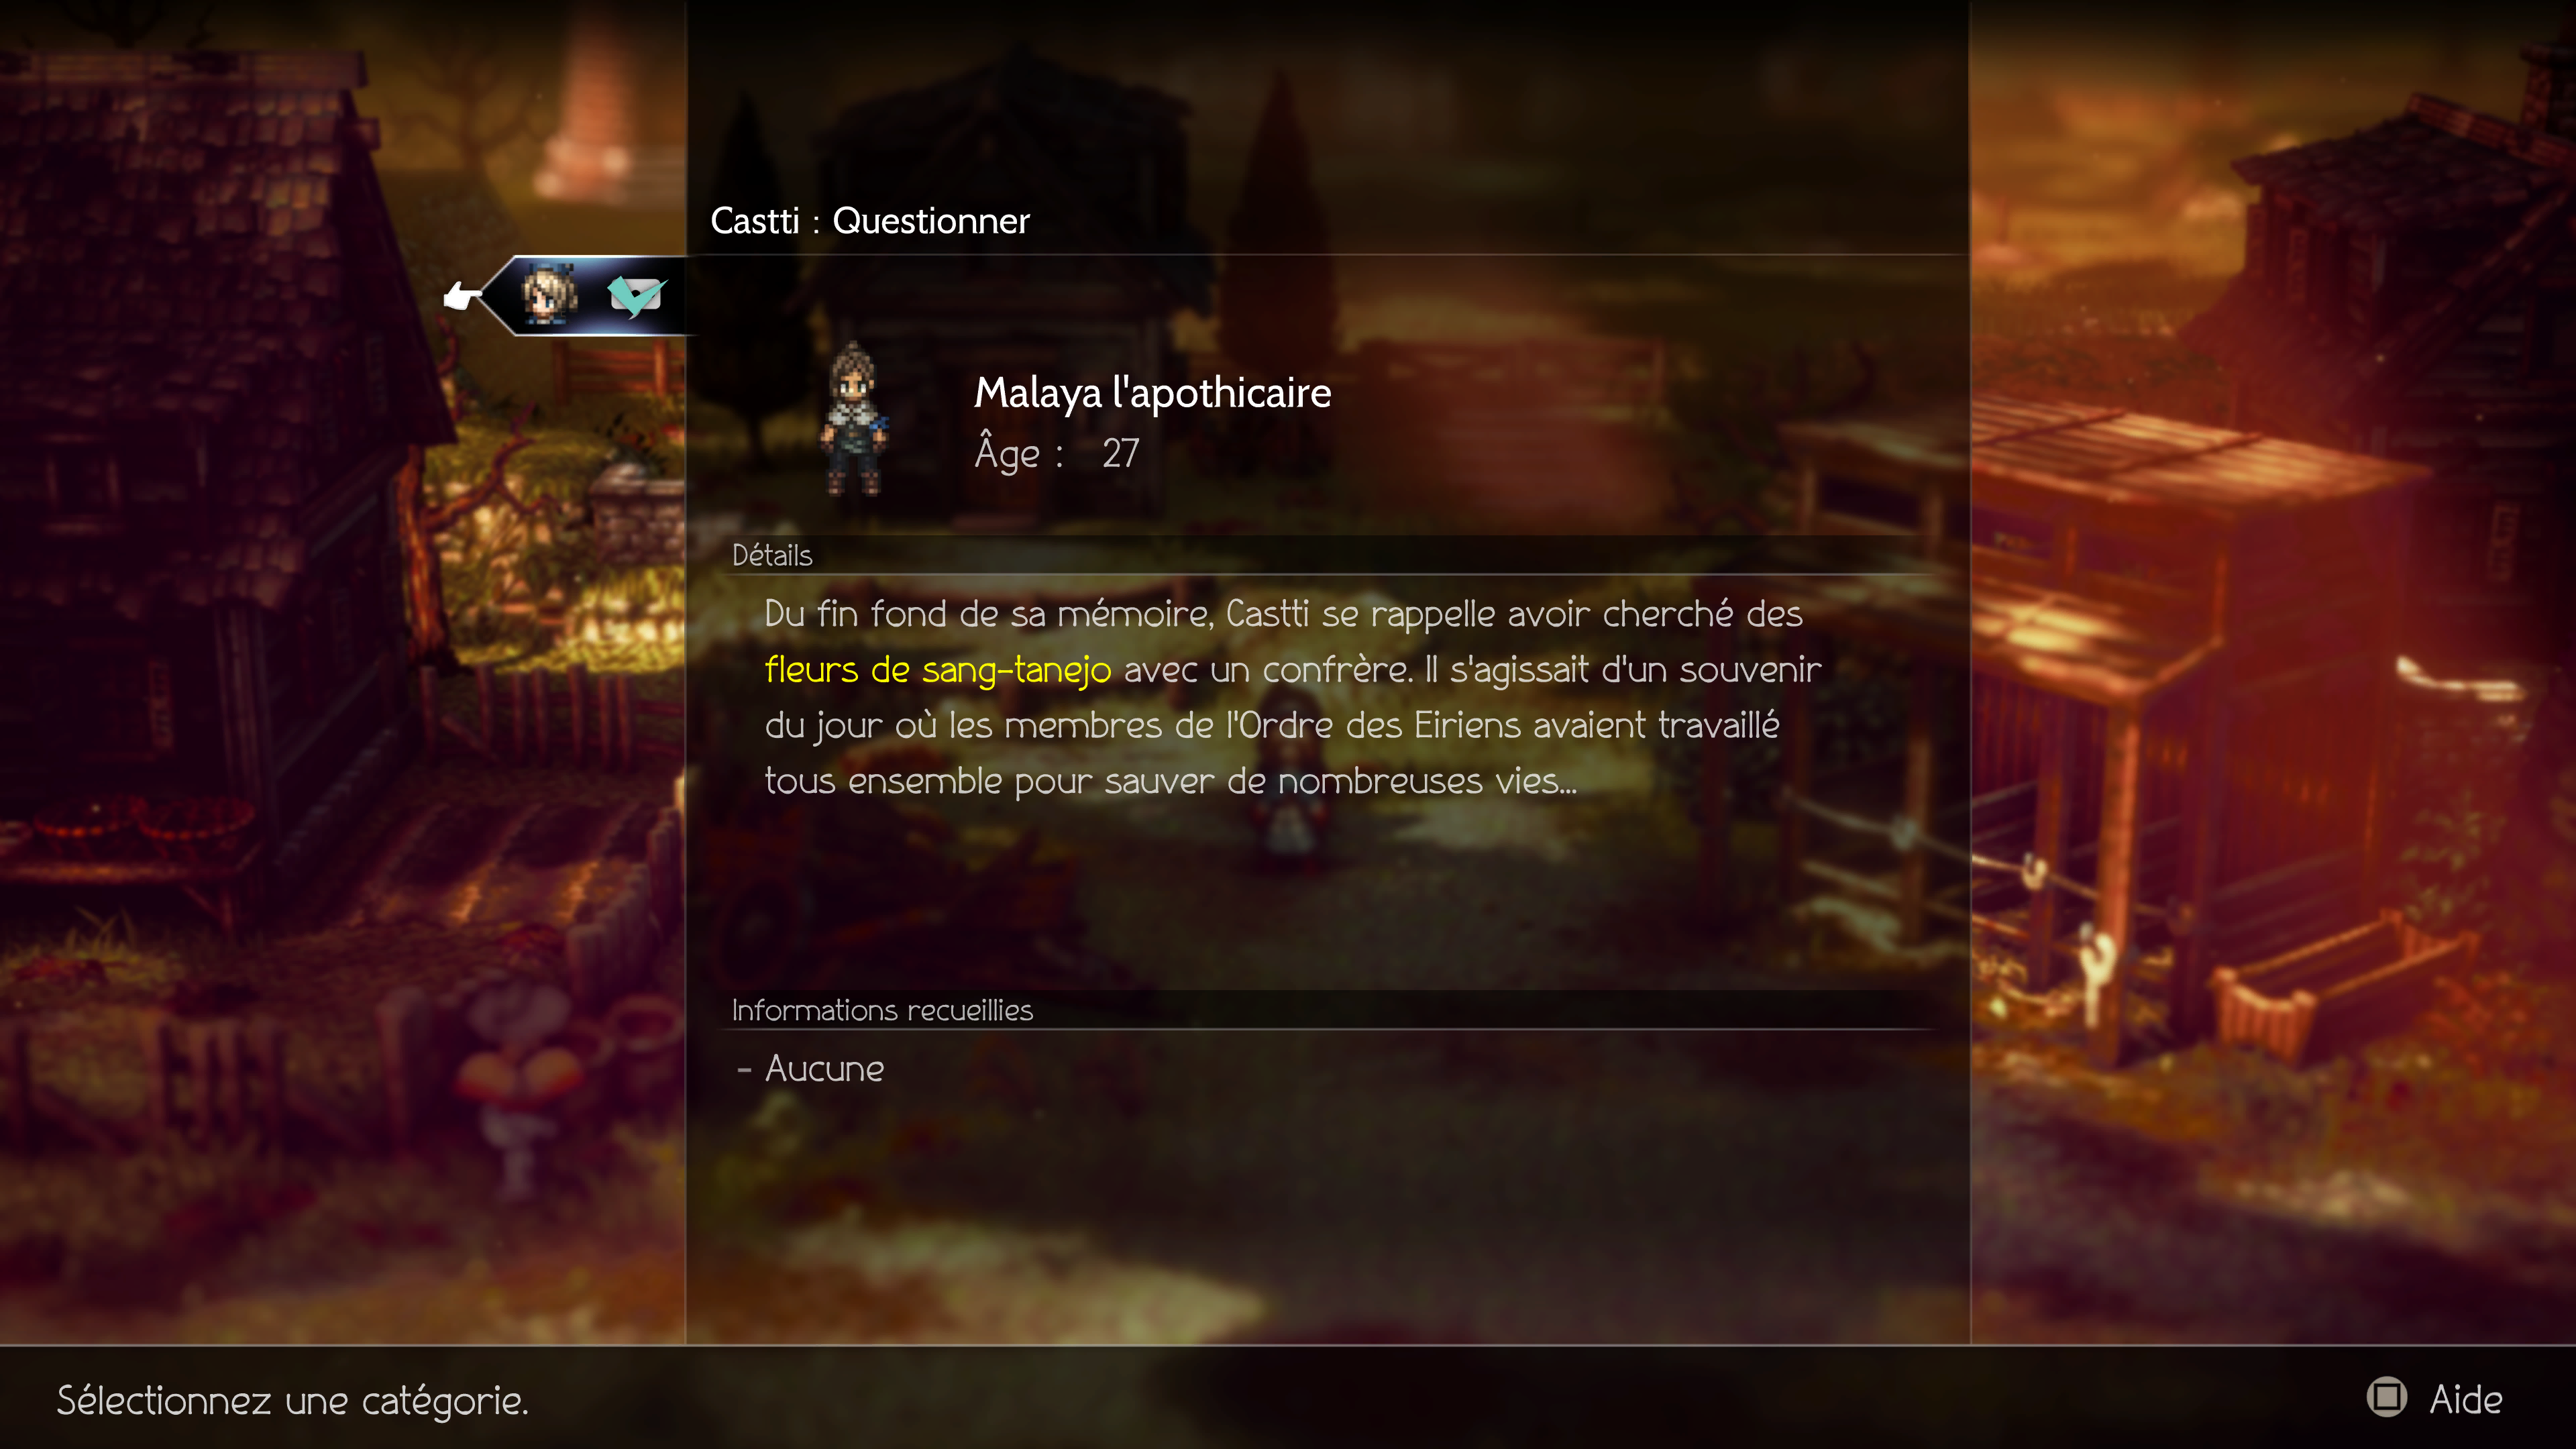 Castti : Questionner
Malaya l'apothicaire
Âge : 27
Détails
Du fin fond de sa mémoire, Castti se rappelle avoir cherché des
fleurs de sang-tanejo avec un confrère. Il s'agissait d'un souvenir
du jour où les membres de l'Ordre des Eiriens avaient travaillé
tous ensemble pour sauver de nombreuses vies...
Informations recueillies
- Aucune
Sélectionnez une catégorie.
Aide